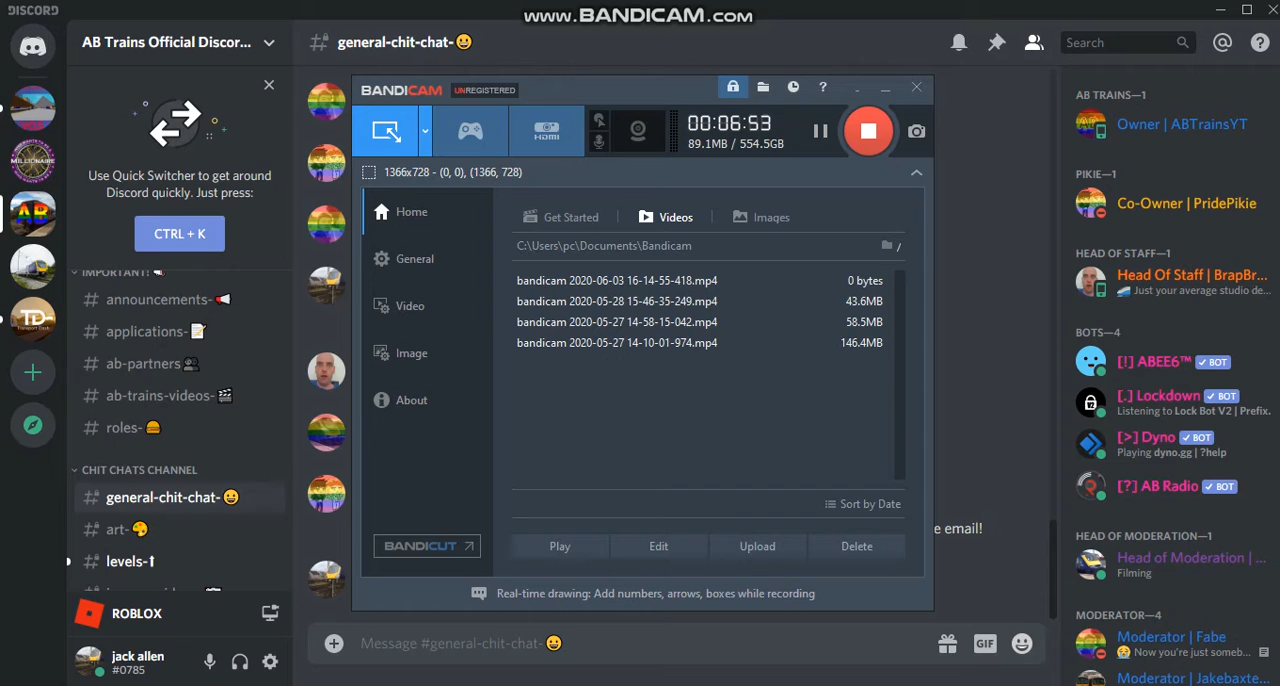 DISCORD
www.BANDICAM.com
AB Trains Official Discor...
general-chit-chat-😀
Search
Use Quick Switcher to get around
Discord quickly. Just press:
CTRL + K
IMPORTANT! 📢
announcements-📢
applications-📝
ab-partners👥
ab-trains-videos-🎬
roles-🍔
CHIT CHATS CHANNEL
general-chit-chat-😀
art-🎨
levels-⬆
ROBLOX
jack allen
#0785
MILLIONAIRE
AB
TD
BANDICAM UNREGISTERED
HDMI
00:06:53
89.1MB / 554.5GB
1366x728 - (0, 0), (1366, 728)
Home
General
Video
Image
About
BANDICUT
Get Started
Videos
Images
C:\Users\pc\Documents\Bandicam
/
bandicam 2020-06-03 16-14-55-418.mp4 0 bytes
bandicam 2020-05-28 15-46-35-249.mp4 43.6MB
bandicam 2020-05-27 14-58-15-042.mp4 58.5MB
bandicam 2020-05-27 14-10-01-974.mp4 146.4MB
Sort by Date
Play Edit Upload Delete
Real-time drawing: Add numbers, arrows, boxes while recording
e email!
Message #general-chit-chat-😀
GIF
AB TRAINS—1
Owner | ABTrainsYT
PIKIE—1
Co-Owner | PridePikie
HEAD OF STAFF—1
Head Of Staff | BrapBr...
🚄 Just your average studio de...
BOTS—4
[!] ABEE6™ ✓ BOT
[.] Lockdown ✓ BOT
Listening to Lock Bot V2 | Prefix.
[>] Dyno ✓ BOT
Playing dyno.gg | ?help
[?] AB Radio ✓ BOT
HEAD OF MODERATION—1
Head of Moderation | ...
Filming
MODERATOR—4
Moderator | Fabe
😭 Now you're just someb...
Moderator | Jakebaxte...